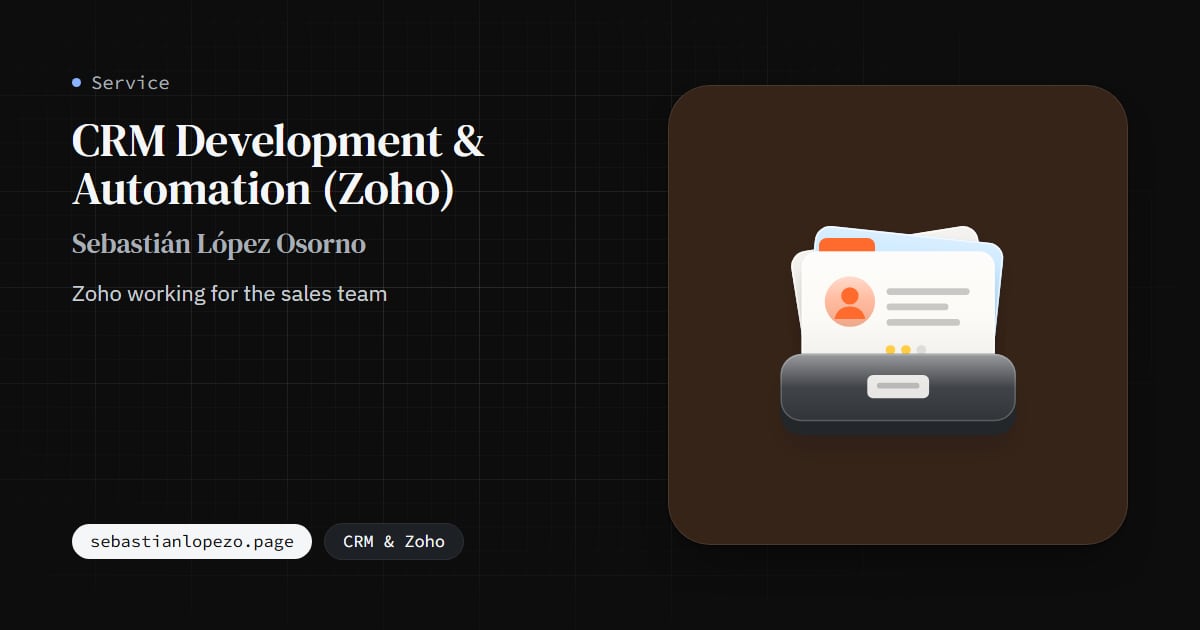 Service
CRM Development &
Automation (Zoho)
Sebastián López Osorno
Zoho working for the sales team
sebastianlopezo.page
CRM & Zoho